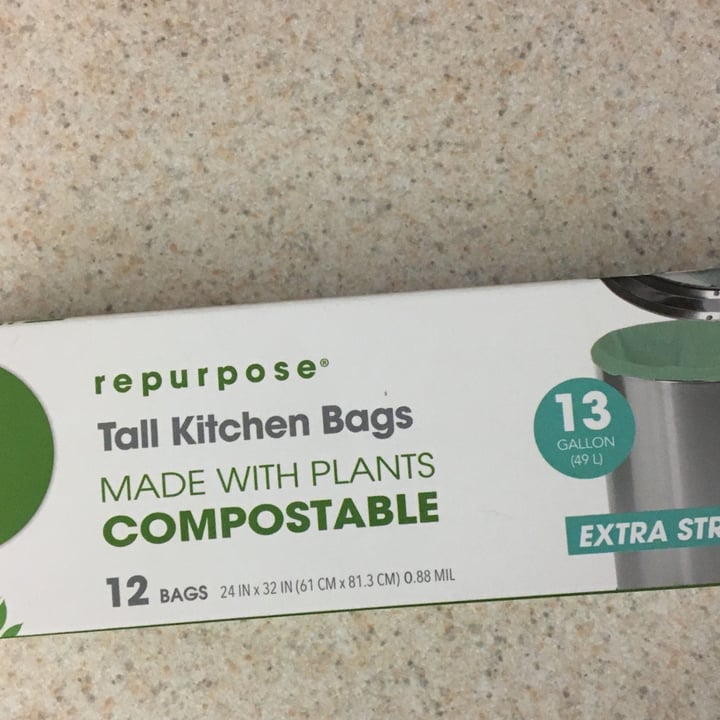 repurpose®
Tall Kitchen Bags
MADE WITH PLANTS
COMPOSTABLE
12 BAGS 24 IN x 32 IN (61 CM x 81.3 CM) 0.88 MIL
13
GALLON
(49 L)
EXTRA STR